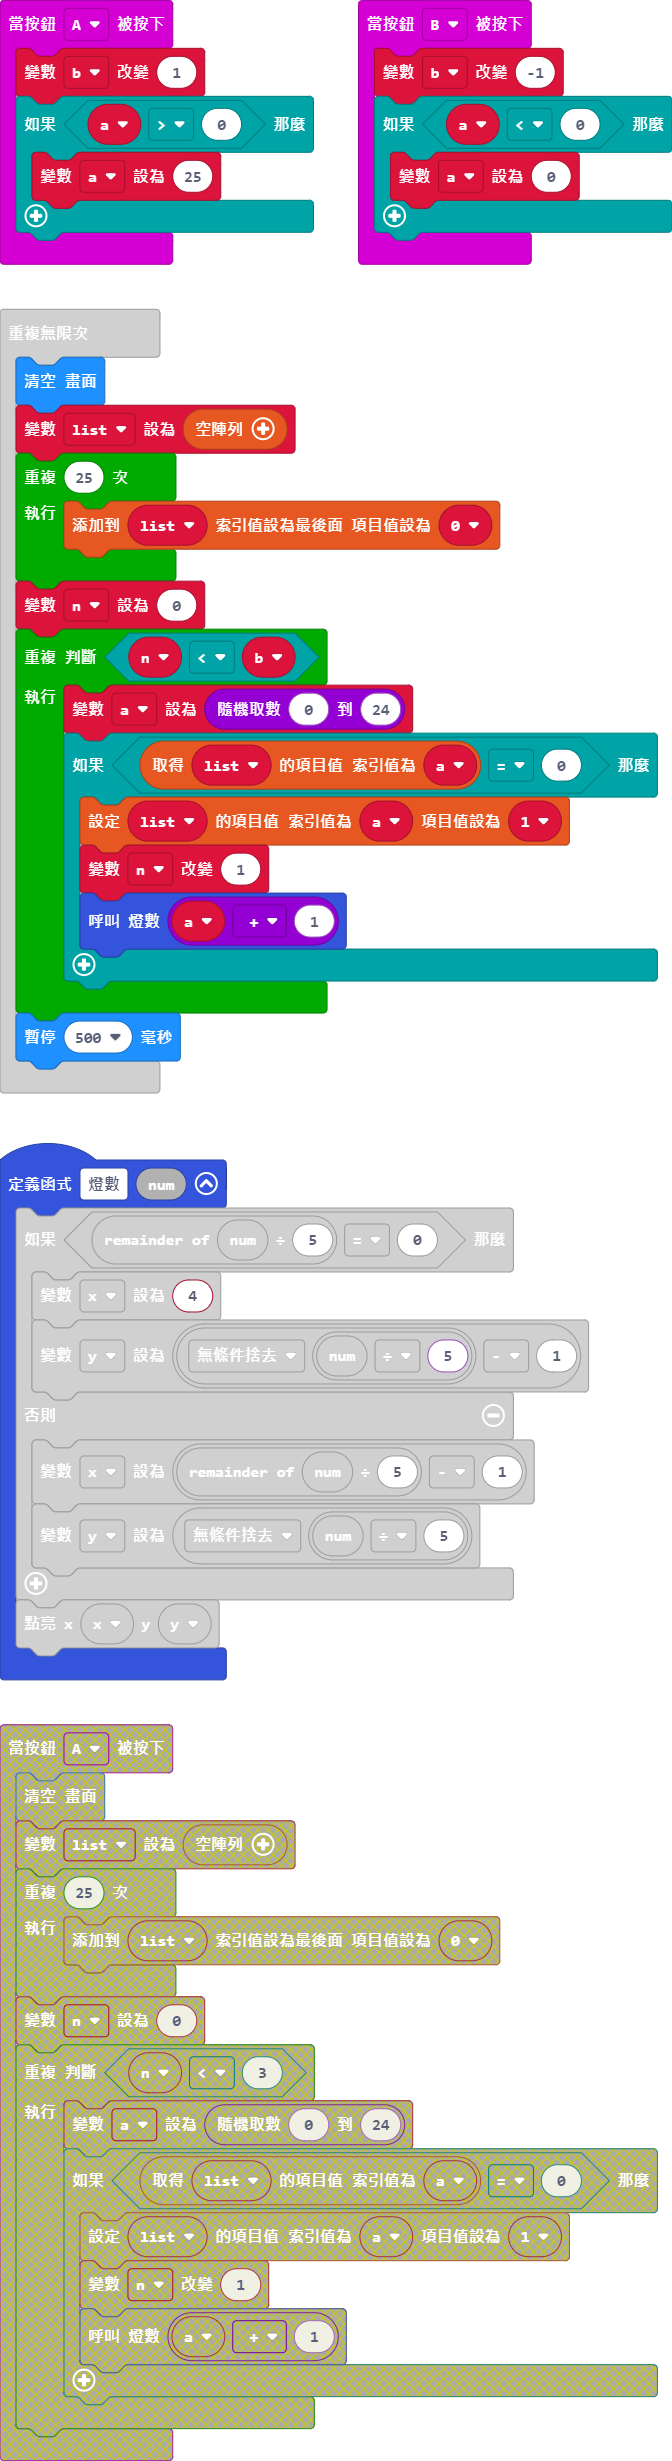 當按鈕 A 被按下
變數 b 改變 1
如果 a > 0 那麼
變數 a 設為 25
當按鈕 B 被按下
變數 b 改變 -1
如果 a < 0 那麼
變數 a 設為 0
重複無限次
清空 畫面
變數 list 設為 空陣列
重複 25 次
執行
添加到 list 索引值設為最後面 項目值設為 0
變數 n 設為 0
重複 判斷 n < b
執行
變數 a 設為 隨機取數 0 到 24
如果 取得 list 的項目值 索引值為 a = 0 那麼
設定 list 的項目值 索引值為 a 項目值設為 1
變數 n 改變 1
呼叫 燈數 a + 1
暫停 500 毫秒
定義函式 燈數 num
如果 remainder of num ÷ 5 = 0 那麼
變數 x 設為 4
變數 y 設為 無條件捨去 num ÷ 5 - 1
否則
變數 x 設為 remainder of num ÷ 5 - 1
變數 y 設為 無條件捨去 num ÷ 5
點亮 x x y y
當按鈕 A 被按下
清空 畫面
變數 list 設為 空陣列
重複 25 次
執行
添加到 list 索引值設為最後面 項目值設為 0
變數 n 設為 0
重複 判斷 n < 3
執行
變數 a 設為 隨機取數 0 到 24
如果 取得 list 的項目值 索引值為 a = 0 那麼
設定 list 的項目值 索引值為 a 項目值設為 1
變數 n 改變 1
呼叫 燈數 a + 1